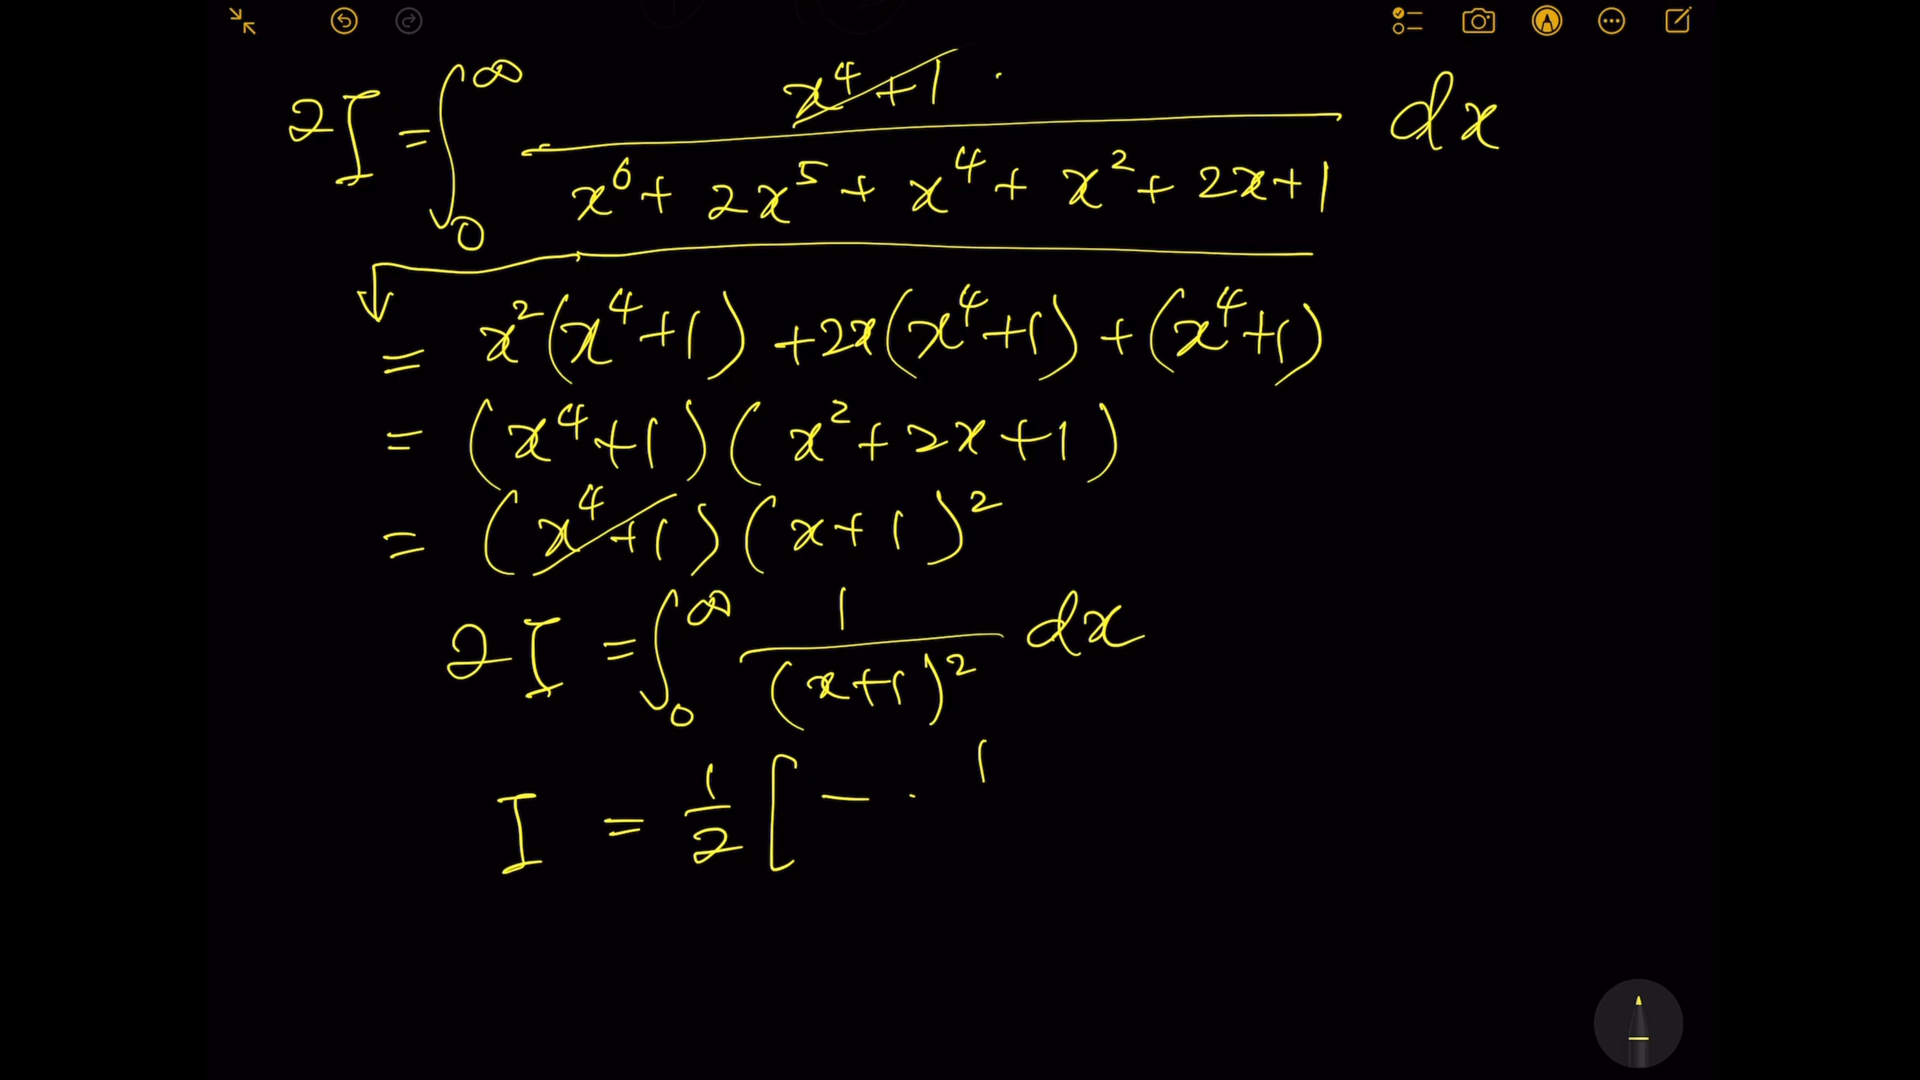 2I = ∫₀^∞ (x⁴ + 1) / (x⁶ + 2x⁵ + x⁴ + x² + 2x + 1) dx
= x²(x⁴+1) + 2x(x⁴+1) + (x⁴+1)
= (x⁴+1)(x² + 2x + 1)
= (x⁴+1)(x+1)²
2I = ∫₀^∞ 1/(x+1)² dx
I = 1/2 [ − · 1